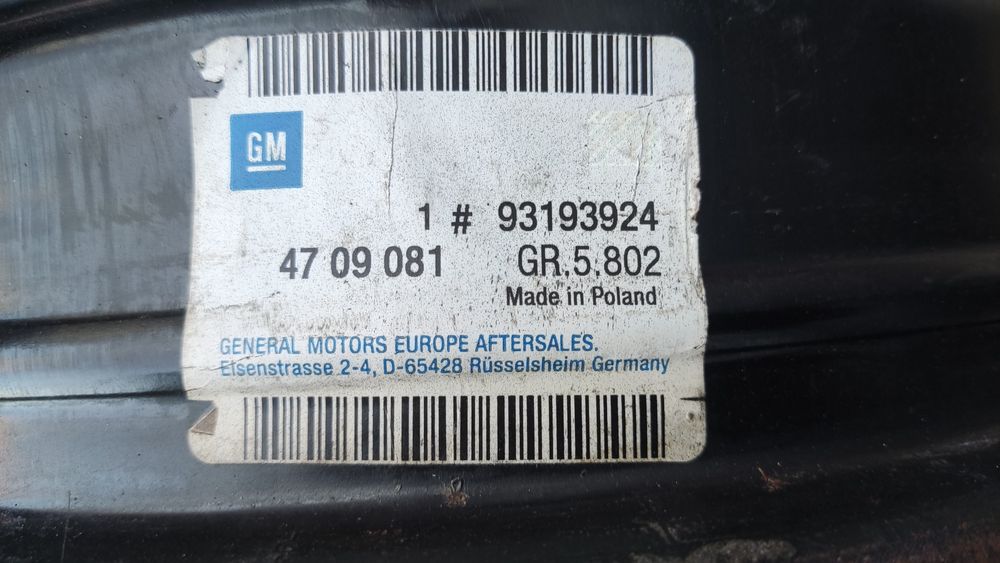 GM
1 # 93193924
47 09 081 GR.5.802
Made in Poland
GENERAL MOTORS EUROPE AFTERSALES.
Eisenstrasse 2-4, D-65428 Rüsselsheim Germany